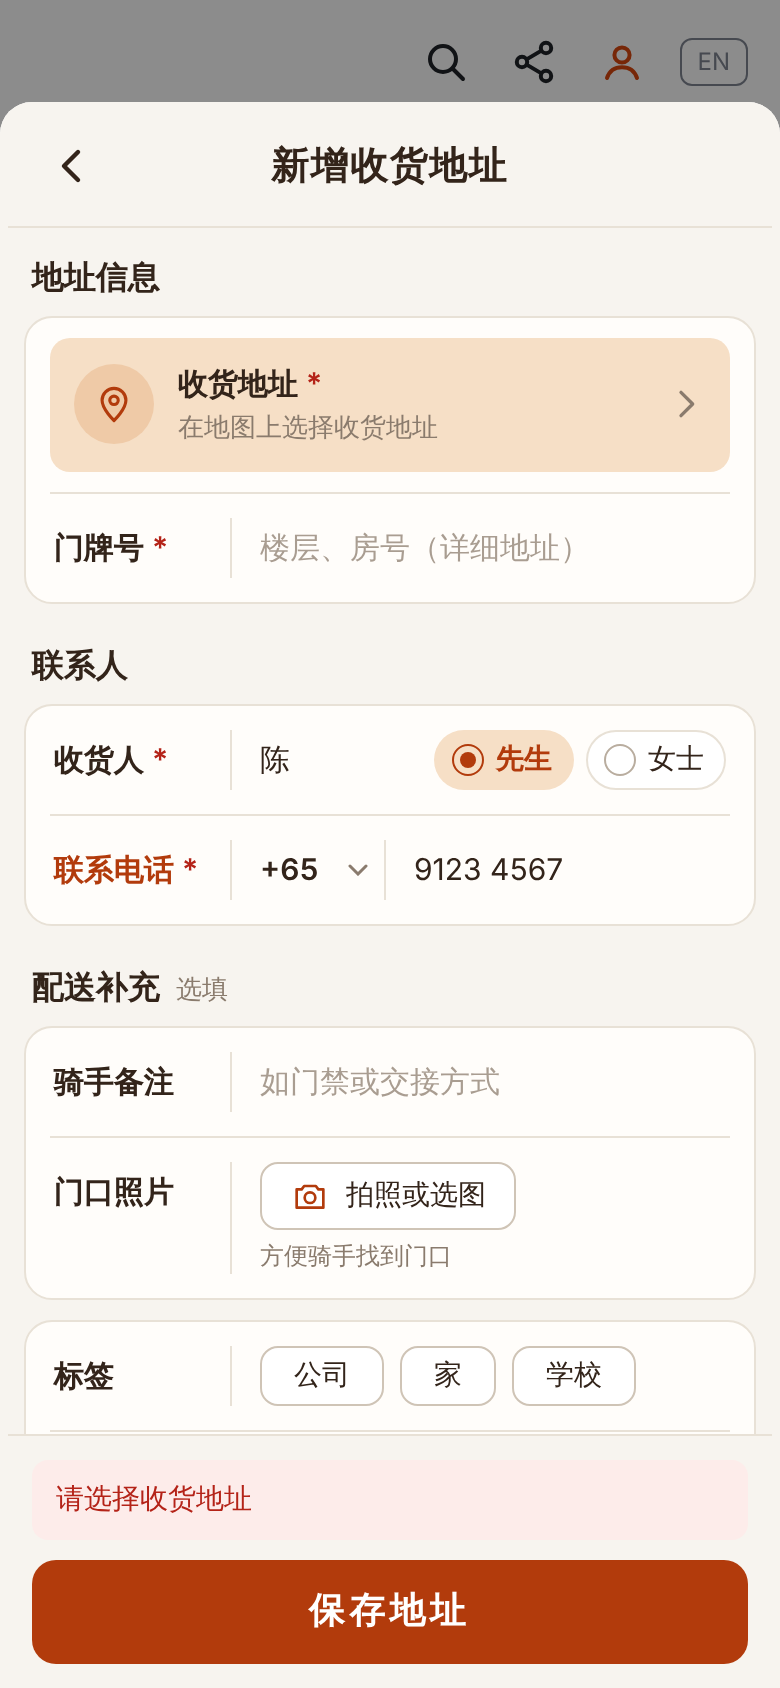 EN
新增收货地址
地址信息
收货地址 *
在地图上选择收货地址
门牌号 * 楼层、房号（详细地址）
联系人
收货人 * 陈 先生 女士
联系电话 * +65 9123 4567
配送补充 选填
骑手备注 如门禁或交接方式
门口照片 拍照或选图
方便骑手找到门口
标签 公司 家 学校
请选择收货地址
保存地址